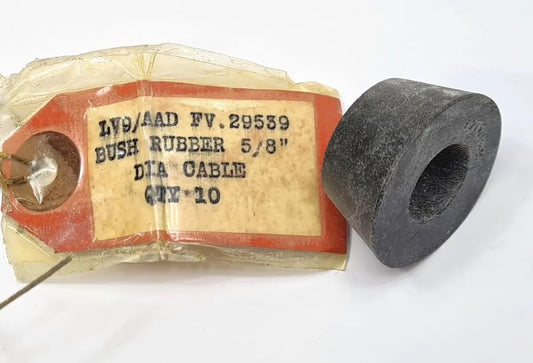 LV9/AAD FV.29539
BUSH RUBBER 5/8"
DIA CABLE
QTY 10